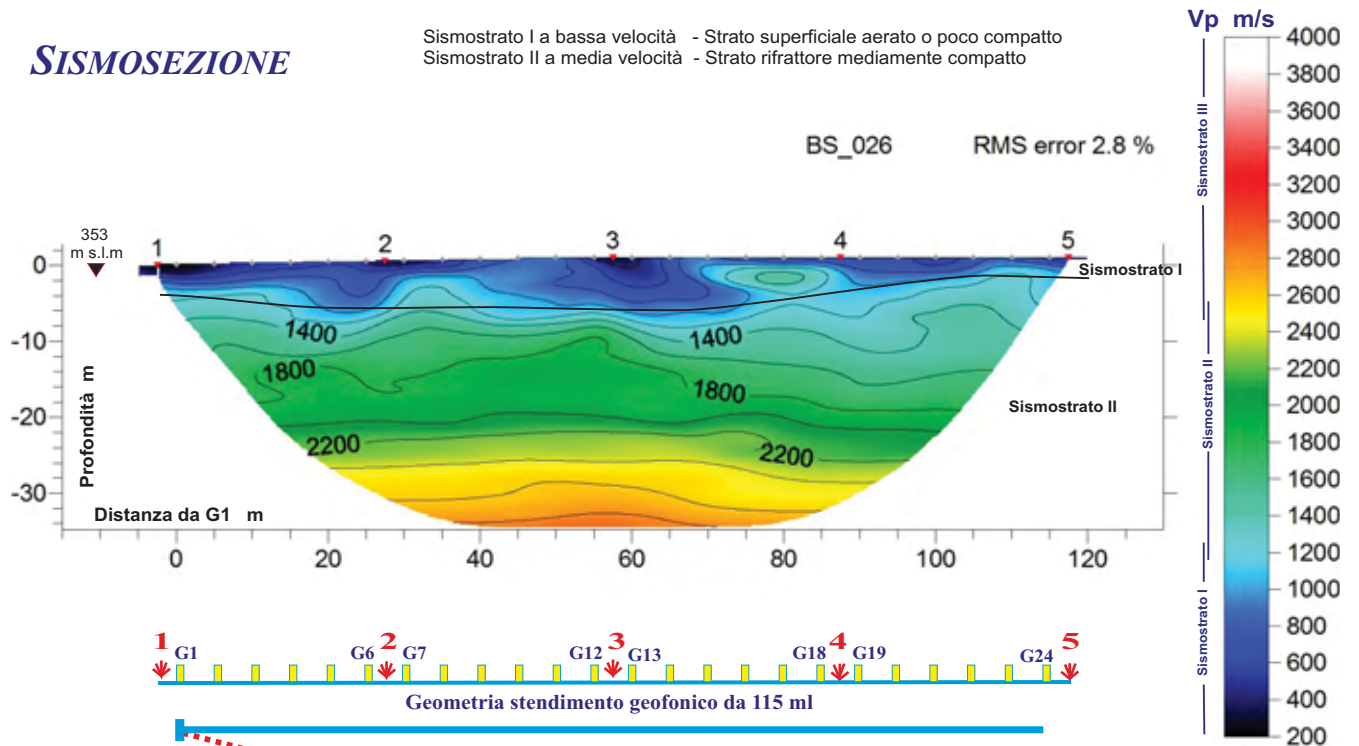 SISMOSEZIONE
Sismostrato I a bassa velocità - Strato superficiale aerato o poco compatto
Sismostrato II a media velocità - Strato rifrattore mediamente compatto
BS_026 RMS error 2.8 %
353
m s.l.m
1 2 3 4 5
0
-10
-20
-30
Profondità m
1400 1400
1800 1800
2200 2200
Sismostrato I
Sismostrato II
Distanza da G1 m
0 20 40 60 80 100 120
1 2 3 4 5
G1 G6 G7 G12 G13 G18 G19 G24
Geometria stendimento geofonico da 115 ml
Vp m/s
4000
3800
3600
3400
3200
3000
2800
2600
2400
2200
2000
1800
1600
1400
1200
1000
800
600
400
200
Sismostrato III
Sismostrato II
Sismostrato I